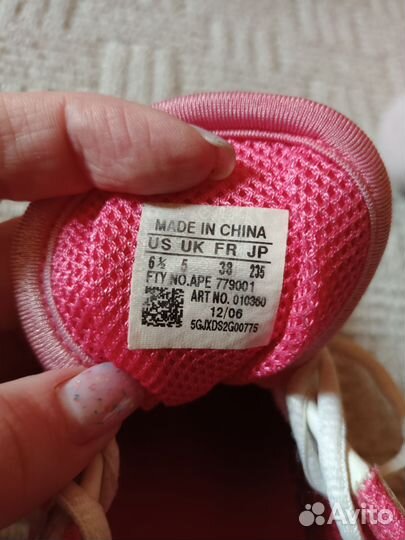 MADE IN CHINA
US UK FR JP
6½ 5 38 235
FTY NO.APE 779001
ART NO. 010360
12/06
5GJXDS2G00775
Avito